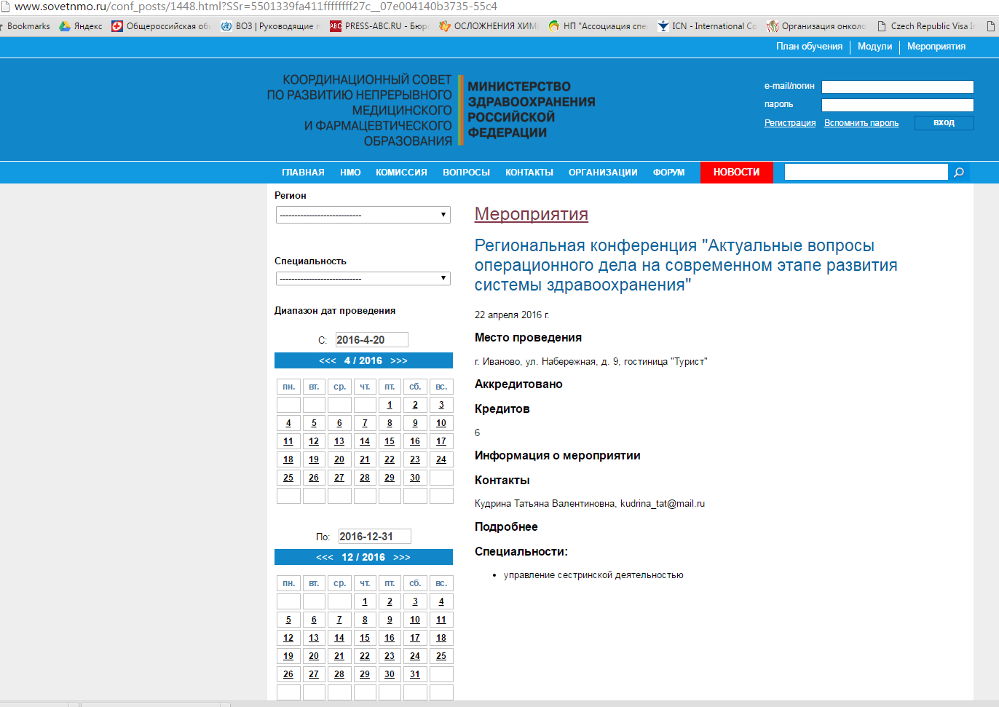 www.sovetnmo.ru/conf_posts/1448.html?SSr=5501339fa411ffffffff27c__07e004140b3735-55c4
Bookmarks Яндекс Общероссийская об ВОЗ | Руководящие п PRESS-ABC.RU - Бюр ОСЛОЖНЕНИЯ ХИМ НП "Ассоциация спе ICN - International Co Организация онколо Czech Republic Visa I
План обучения Модули Мероприятия
КООРДИНАЦИОННЫЙ СОВЕТ
ПО РАЗВИТИЮ НЕПРЕРЫВНОГО
МЕДИЦИНСКОГО
И ФАРМАЦЕВТИЧЕСКОГО
ОБРАЗОВАНИЯ
МИНИСТЕРСТВО
ЗДРАВООХРАНЕНИЯ
РОССИЙСКОЙ
ФЕДЕРАЦИИ
e-mail/логин
пароль
Регистрация Вспомнить пароль вход
ГЛАВНАЯ НМО КОМИССИЯ ВОПРОСЫ КОНТАКТЫ ОРГАНИЗАЦИИ ФОРУМ НОВОСТИ
Регион
----------------------------
Специальность
----------------------------
Диапазон дат проведения
С: 2016-4-20
<<< 4 / 2016 >>>
пн. вт. ср. чт. пт. сб. вс.
1 2 3
4 5 6 7 8 9 10
11 12 13 14 15 16 17
18 19 20 21 22 23 24
25 26 27 28 29 30
По: 2016-12-31
<<< 12 / 2016 >>>
пн. вт. ср. чт. пт. сб. вс.
1 2 3 4
5 6 7 8 9 10 11
12 13 14 15 16 17 18
19 20 21 22 23 24 25
26 27 28 29 30 31
Мероприятия
Региональная конференция "Актуальные вопросы
операционного дела на современном этапе развития
системы здравоохранения"
22 апреля 2016 г.
Место проведения
г. Иваново, ул. Набережная, д. 9, гостиница "Турист"
Аккредитовано
Кредитов
6
Информация о мероприятии
Контакты
Кудрина Татьяна Валентиновна, kudrina_tat@mail.ru
Подробнее
Специальности:
• управление сестринской деятельностью